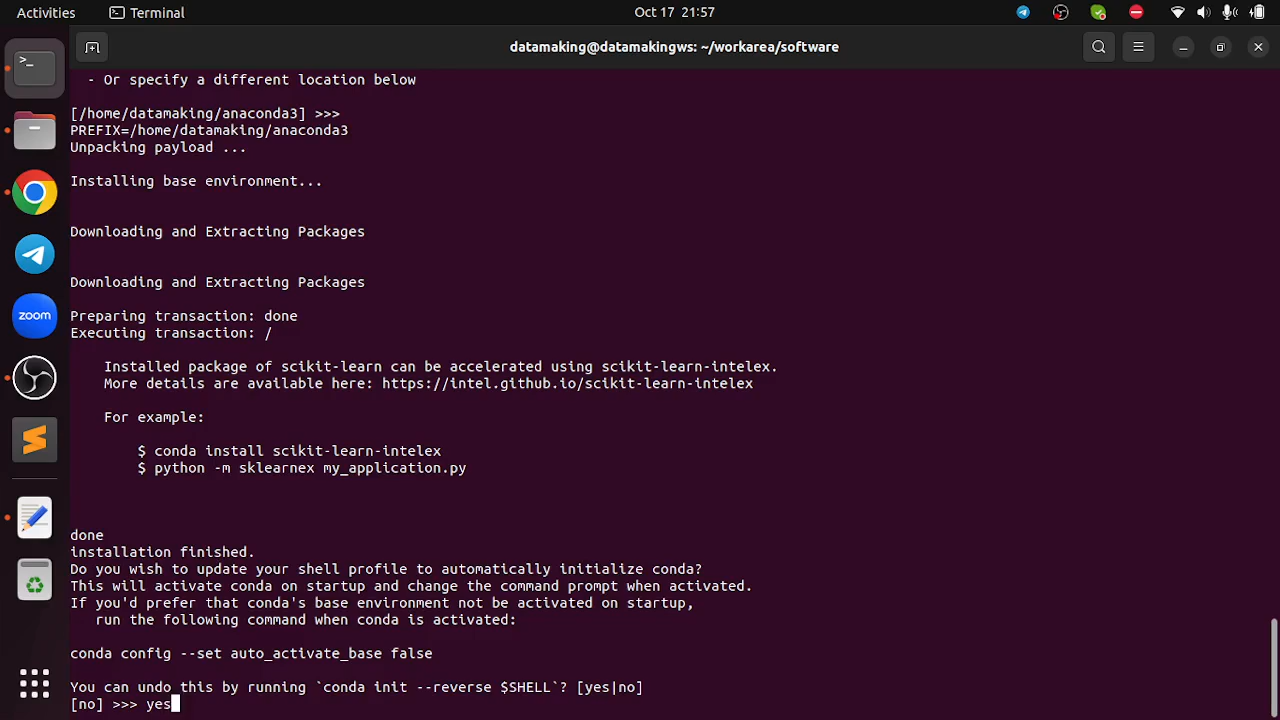 Activities
Terminal
Oct 17 21:57
datamaking@datamakingws: ~/workarea/software
- Or specify a different location below
[/home/datamaking/anaconda3] >>>
PREFIX=/home/datamaking/anaconda3
Unpacking payload ...
Installing base environment...
Downloading and Extracting Packages
Downloading and Extracting Packages
Preparing transaction: done
Executing transaction: /
Installed package of scikit-learn can be accelerated using scikit-learn-intelex.
More details are available here: https://intel.github.io/scikit-learn-intelex
For example:
$ conda install scikit-learn-intelex
$ python -m sklearnex my_application.py
done
installation finished.
Do you wish to update your shell profile to automatically initialize conda?
This will activate conda on startup and change the command prompt when activated.
If you'd prefer that conda's base environment not be activated on startup,
run the following command when conda is activated:
conda config --set auto_activate_base false
You can undo this by running `conda init --reverse $SHELL`? [yes|no]
[no] >>> yes
zoom